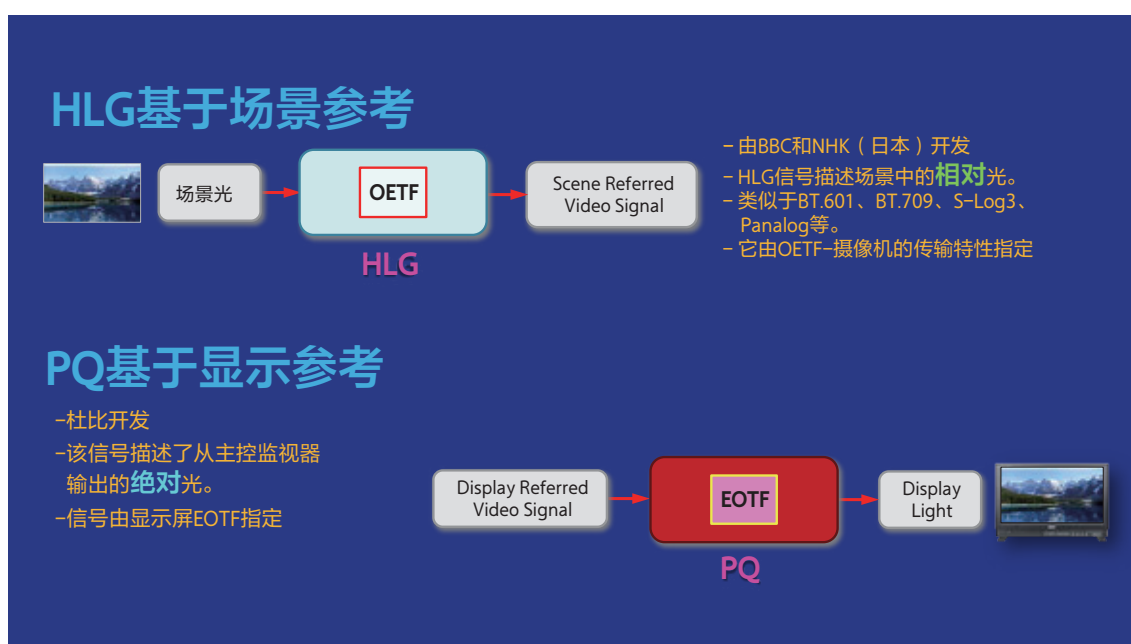 HLG基于场景参考
场景光
OETF
Scene Referred
Video Signal
HLG
－由BBC和NHK（日本）开发
－HLG信号描述场景中的相对光。
－类似于BT.601、BT.709、S-Log3、
Panalog等。
－它由OETF-摄像机的传输特性指定
PQ基于显示参考
-杜比开发
-该信号描述了从主控监视器
输出的绝对光。
-信号由显示屏EOTF指定
Display Referred
Video Signal
EOTF
Display
Light
PQ